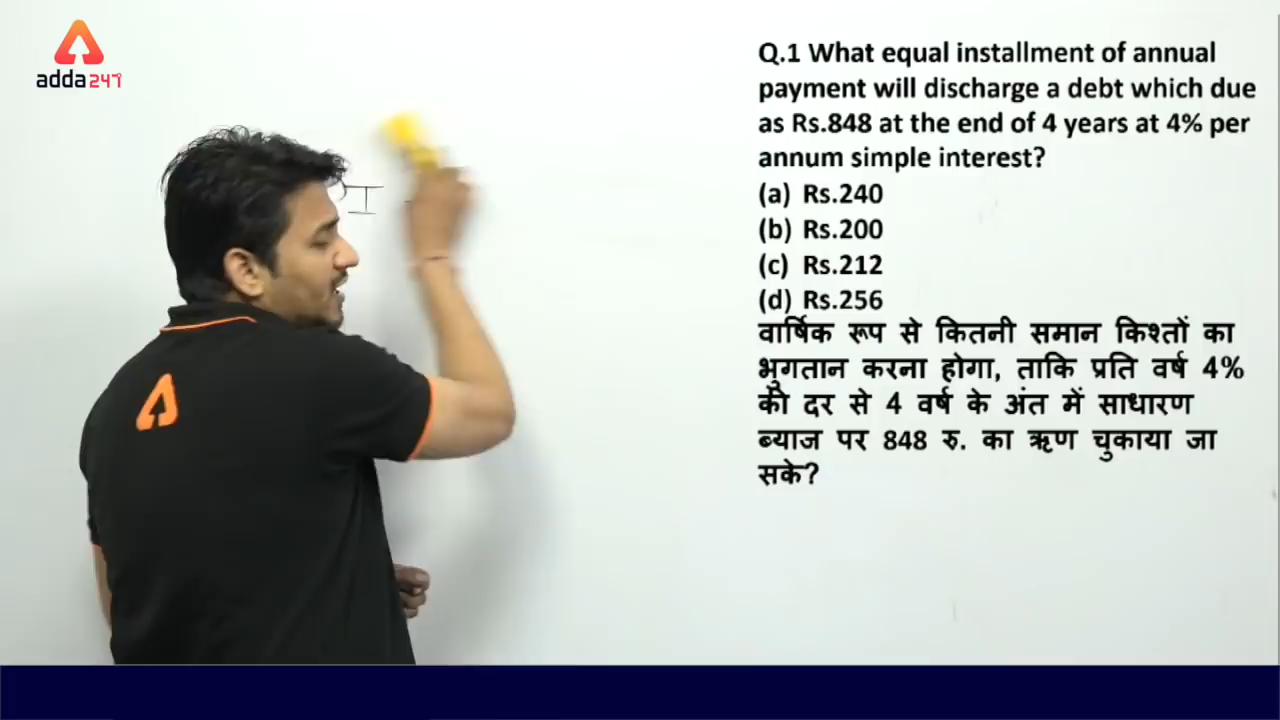 adda247
I
Q.1 What equal installment of annual
payment will discharge a debt which due
as Rs.848 at the end of 4 years at 4% per
annum simple interest?
(a) Rs.240
(b) Rs.200
(c) Rs.212
(d) Rs.256
वार्षिक रूप से कितनी समान किश्तों का
भुगतान करना होगा, ताकि प्रति वर्ष 4%
की दर से 4 वर्ष के अंत में साधारण
ब्याज पर 848 रु. का ऋण चुकाया जा
सके?